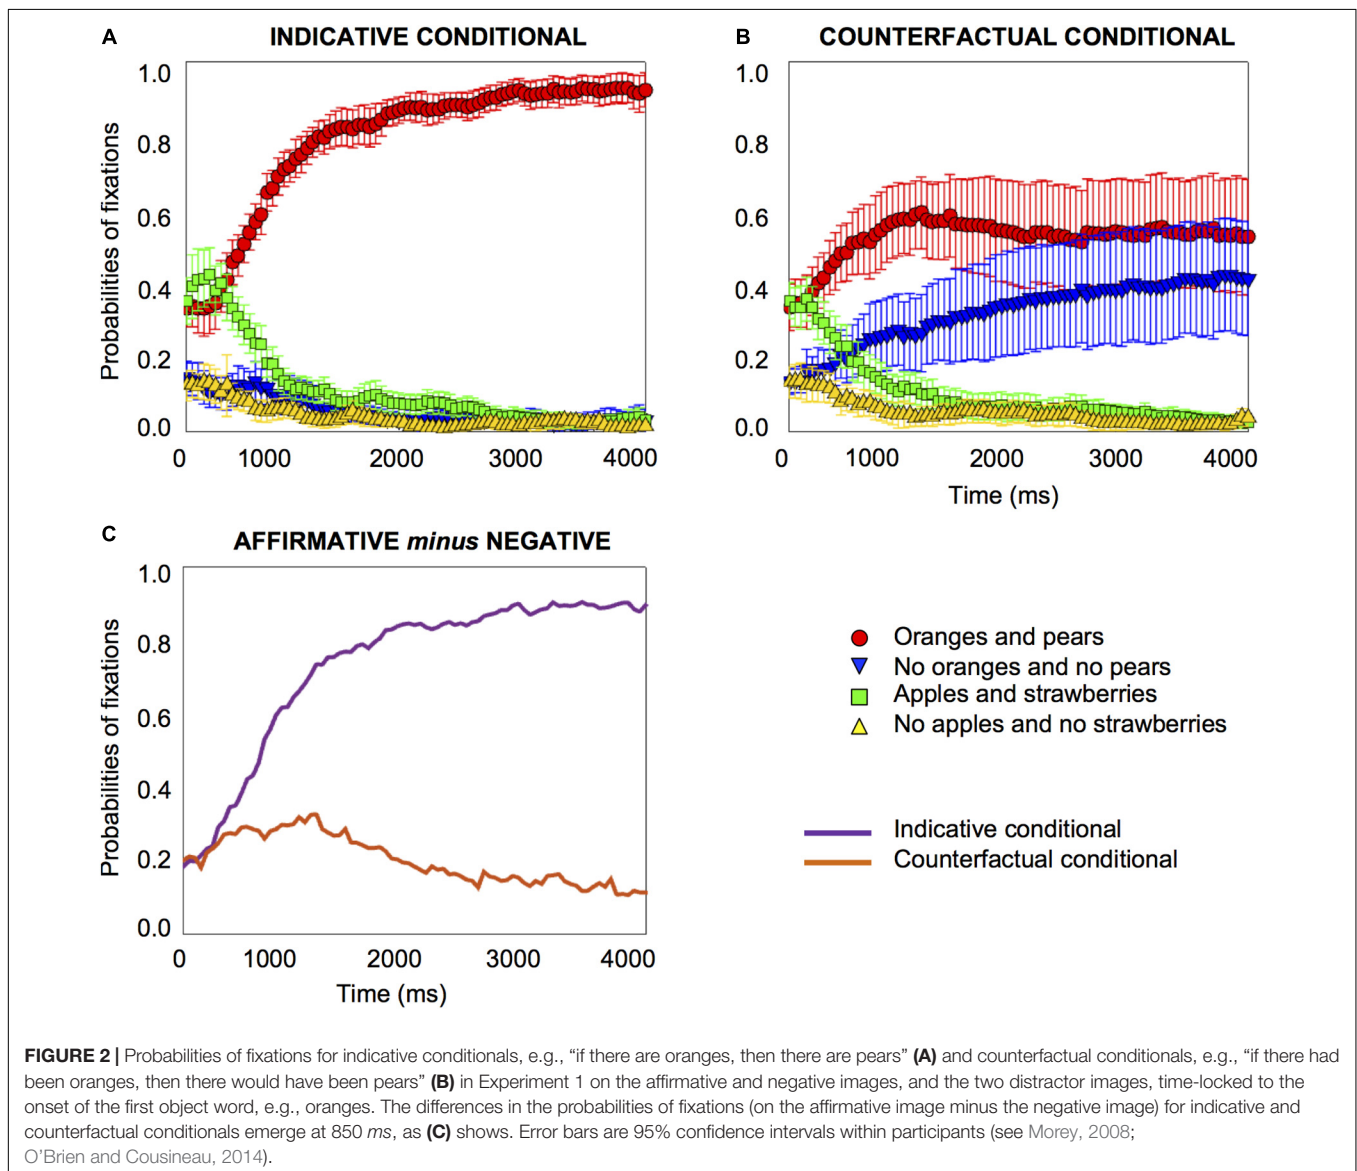 A
INDICATIVE CONDITIONAL
1.0
0.8
0.6
0.4
0.2
0.0
Probabilities of fixations
0 1000 2000 3000 4000
B
COUNTERFACTUAL CONDITIONAL
1.0
0.8
0.6
0.4
0.2
0.0
0 1000 2000 3000 4000
Time (ms)
C
AFFIRMATIVE minus NEGATIVE
1.0
0.8
0.6
0.4
0.2
0.0
Probabilities of fixations
0 1000 2000 3000 4000
Time (ms)
Oranges and pears
No oranges and no pears
Apples and strawberries
No apples and no strawberries
Indicative conditional
Counterfactual conditional
FIGURE 2 | Probabilities of fixations for indicative conditionals, e.g., “if there are oranges, then there are pears” (A) and counterfactual conditionals, e.g., “if there had
been oranges, then there would have been pears” (B) in Experiment 1 on the affirmative and negative images, and the two distractor images, time-locked to the
onset of the first object word, e.g., oranges. The differences in the probabilities of fixations (on the affirmative image minus the negative image) for indicative and
counterfactual conditionals emerge at 850 ms, as (C) shows. Error bars are 95% confidence intervals within participants (see Morey, 2008;
O’Brien and Cousineau, 2014).